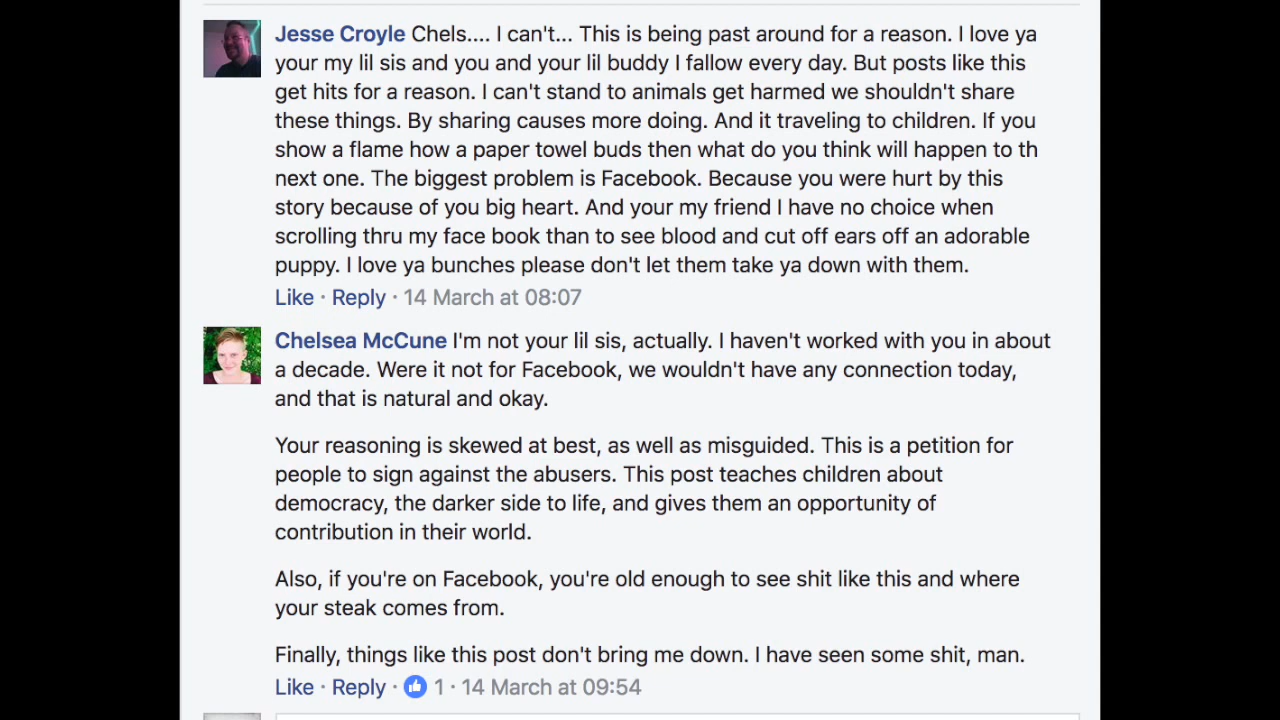 Jesse Croyle Chels.... I can't... This is being past around for a reason. I love ya
your my lil sis and you and your lil buddy I fallow every day. But posts like this
get hits for a reason. I can't stand to animals get harmed we shouldn't share
these things. By sharing causes more doing. And it traveling to children. If you
show a flame how a paper towel buds then what do you think will happen to th
next one. The biggest problem is Facebook. Because you were hurt by this
story because of you big heart. And your my friend I have no choice when
scrolling thru my face book than to see blood and cut off ears off an adorable
puppy. I love ya bunches please don't let them take ya down with them.
Like · Reply · 14 March at 08:07
Chelsea McCune I'm not your lil sis, actually. I haven't worked with you in about
a decade. Were it not for Facebook, we wouldn't have any connection today,
and that is natural and okay.
Your reasoning is skewed at best, as well as misguided. This is a petition for
people to sign against the abusers. This post teaches children about
democracy, the darker side to life, and gives them an opportunity of
contribution in their world.
Also, if you're on Facebook, you're old enough to see shit like this and where
your steak comes from.
Finally, things like this post don't bring me down. I have seen some shit, man.
Like · Reply · 1 · 14 March at 09:54